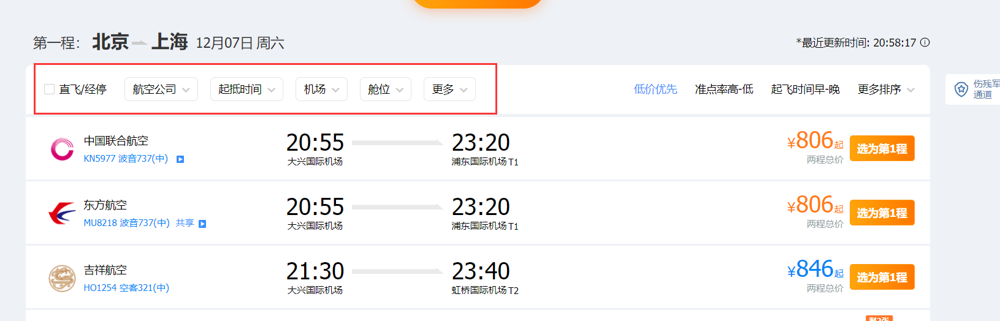 第一程： 北京 上海 12月07日 周六
*最近更新时间: 20:58:17
直飞/经停 航空公司 起抵时间 机场 舱位 更多 低价优先 准点率高-低 起飞时间早-晚 更多排序
伤残军
通道
中国联合航空 20:55 23:20 ¥806起 选为第1程
KN5977 波音737(中) 大兴国际机场 浦东国际机场 T1 两程总价
东方航空 20:55 23:20 ¥806起 选为第1程
MU8218 波音737(中) 共享 大兴国际机场 浦东国际机场 T1 两程总价
吉祥航空 21:30 23:40 ¥846起 选为第1程
HO1254 空客321(中) 大兴国际机场 虹桥国际机场 T2 两程总价